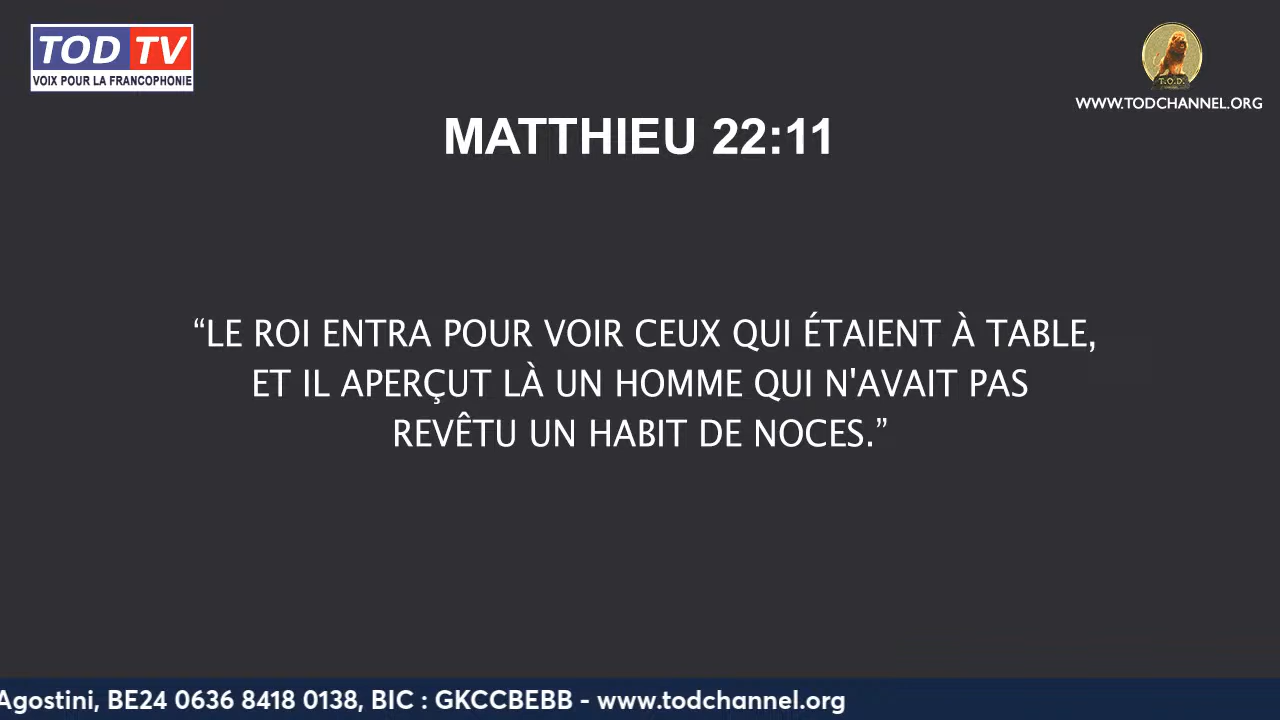 TOD TV
VOIX POUR LA FRANCOPHONIE
T.O.D.
WWW.TODCHANNEL.ORG
MATTHIEU 22:11
“LE ROI ENTRA POUR VOIR CEUX QUI ÉTAIENT À TABLE,
ET IL APERÇUT LÀ UN HOMME QUI N'AVAIT PAS
REVÊTU UN HABIT DE NOCES.”
Agostini, BE24 0636 8418 0138, BIC : GKCCBEBB - www.todchannel.org